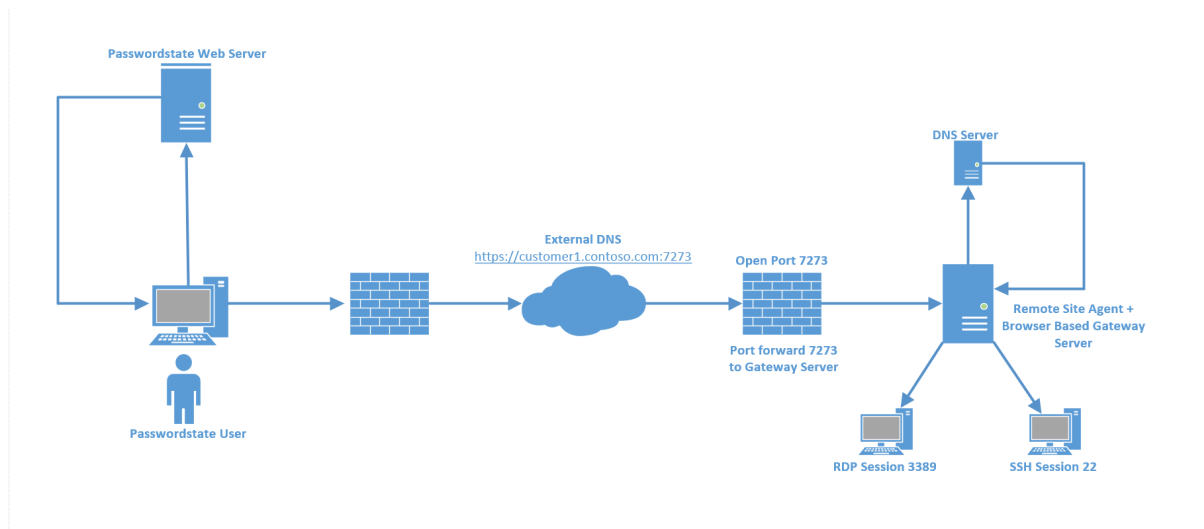 Passwordstate Web Server
DNS Server
External DNS
https://customer1.contoso.com:7273
Open Port 7273
Remote Site Agent +
Browser Based Gateway
Server
Port forward 7273
to Gateway Server
Passwordstate User
RDP Session 3389
SSH Session 22